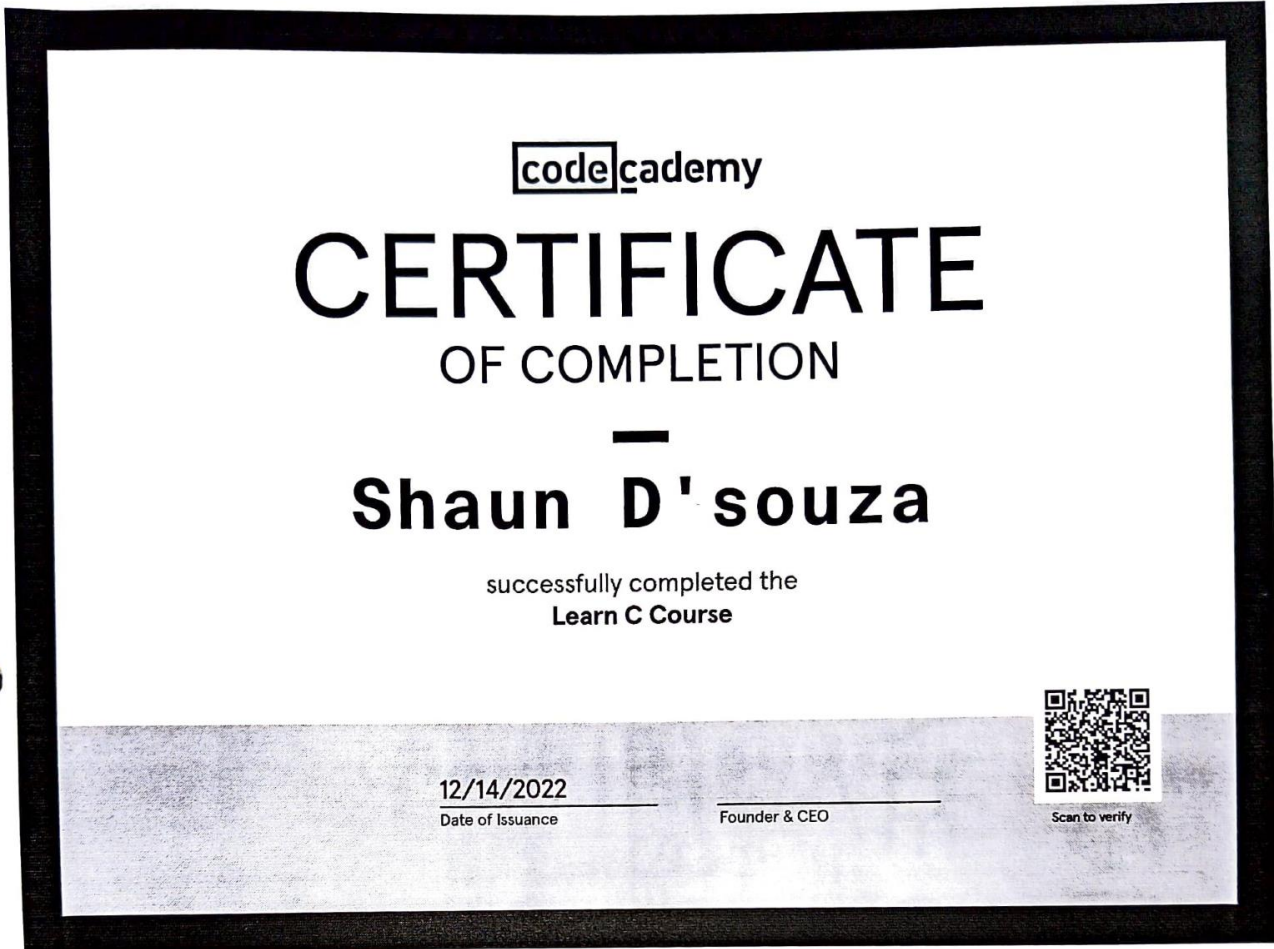 codecademy
CERTIFICATE
OF COMPLETION
Shaun D'souza
successfully completed the
Learn C Course
12/14/2022
Date of Issuance
Founder & CEO
Scan to verify